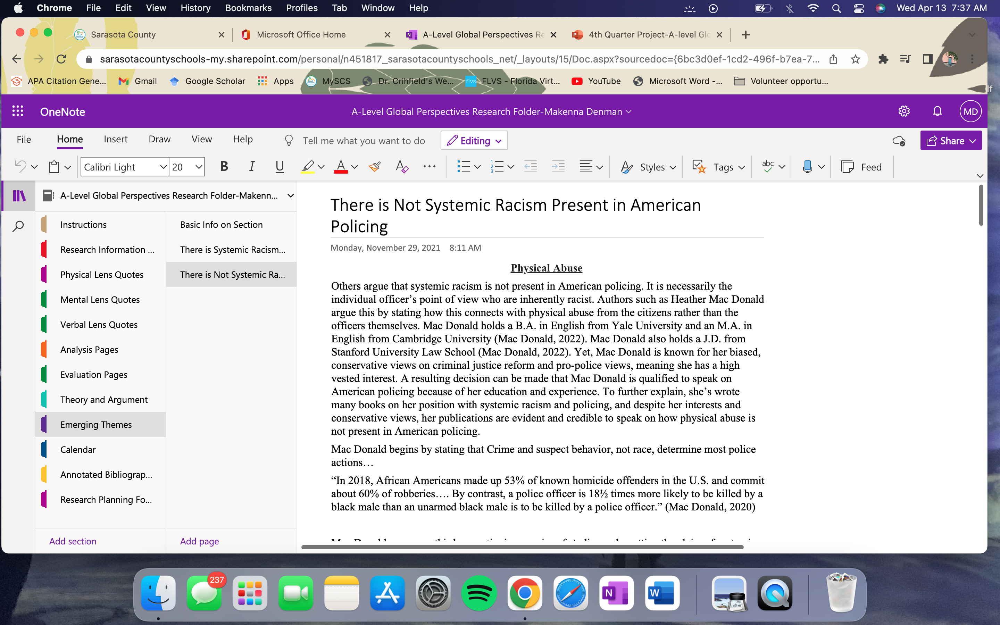 Chrome File Edit View History Bookmarks Profiles Tab Window Help Wed Apr 13 7:37 AM
Sarasota County Microsoft Office Home A-Level Global Perspectives Re 4th Quarter Project-A-level Glo
sarasotacountyschools-my.sharepoint.com/personal/n451817_sarasotacountyschools_net/_layouts/15/Doc.aspx?sourcedoc={6bc3d0ef-1cd2-496f-b7ea-7...
APA Citation Gene... Gmail Google Scholar Apps MySCS Dr. Crihfield's We... flvs FLVS - Florida Virt... YouTube Microsoft Word -... Volunteer opportu...
OneNote A-Level Global Perspectives Research Folder-Makenna Denman MD
File Home Insert Draw View Help Tell me what you want to do Editing Share
Calibri Light 20 B I U A A Styles Tags abc Feed
A-Level Global Perspectives Research Folder-Makenn...
Instructions
Research Information ...
Physical Lens Quotes
Mental Lens Quotes
Verbal Lens Quotes
Analysis Pages
Evaluation Pages
Theory and Argument
Emerging Themes
Calendar
Annotated Bibliograp...
Research Planning Fo...
Add section
Basic Info on Section
There is Systemic Racism...
There is Not Systemic Ra...
Add page
There is Not Systemic Racism Present in American
Policing
Monday, November 29, 2021 8:11 AM
Physical Abuse
Others argue that systemic racism is not present in American policing. It is necessarily the
individual officer’s point of view who are inherently racist. Authors such as Heather Mac Donald
argue this by stating how this connects with physical abuse from the citizens rather than the
officers themselves. Mac Donald holds a B.A. in English from Yale University and an M.A. in
English from Cambridge University (Mac Donald, 2022). Mac Donald also holds a J.D. from
Stanford University Law School (Mac Donald, 2022). Yet, Mac Donald is known for her biased,
conservative views on criminal justice reform and pro-police views, meaning she has a high
vested interest. A resulting decision can be made that Mac Donald is qualified to speak on
American policing because of her education and experience. To further explain, she’s wrote
many books on her position with systemic racism and policing, and despite her interests and
conservative views, her publications are evident and credible to speak on how physical abuse is
not present in American policing.
Mac Donald begins by stating that Crime and suspect behavior, not race, determine most police
actions…
“In 2018, African Americans made up 53% of known homicide offenders in the U.S. and commit
about 60% of robberies…. By contrast, a police officer is 18½ times more likely to be killed by a
black male than an unarmed black male is to be killed by a police officer.” (Mac Donald, 2020)
237
N
W